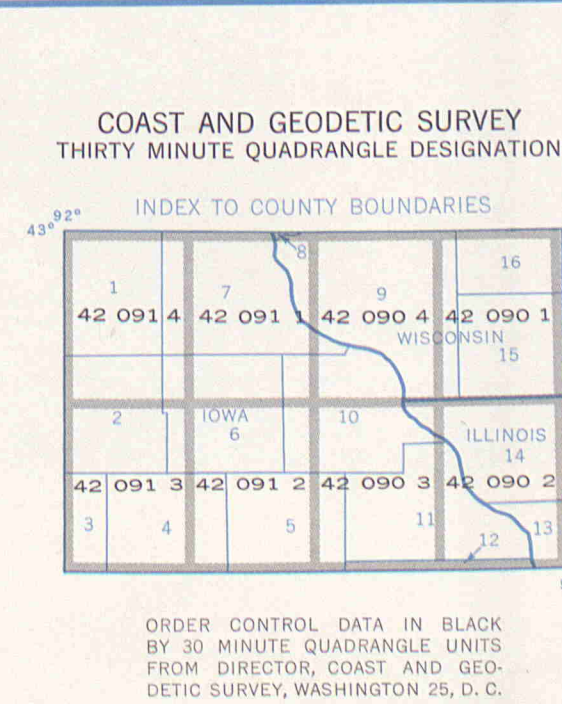 COAST AND GEODETIC SURVEY
THIRTY MINUTE QUADRANGLE DESIGNATION
INDEX TO COUNTY BOUNDARIES
43° 92°
8
1 7 9 16
42 091 4 42 091 1 42 090 4 42 090 1
WISCONSIN
15
2 IOWA 10
6 ILLINOIS
14
42 091 3 42 091 2 42 090 3 42 090 2
3 4 5 11 13
12
ORDER CONTROL DATA IN BLACK
BY 30 MINUTE QUADRANGLE UNITS
FROM DIRECTOR, COAST AND GEO-
DETIC SURVEY, WASHINGTON 25, D. C.